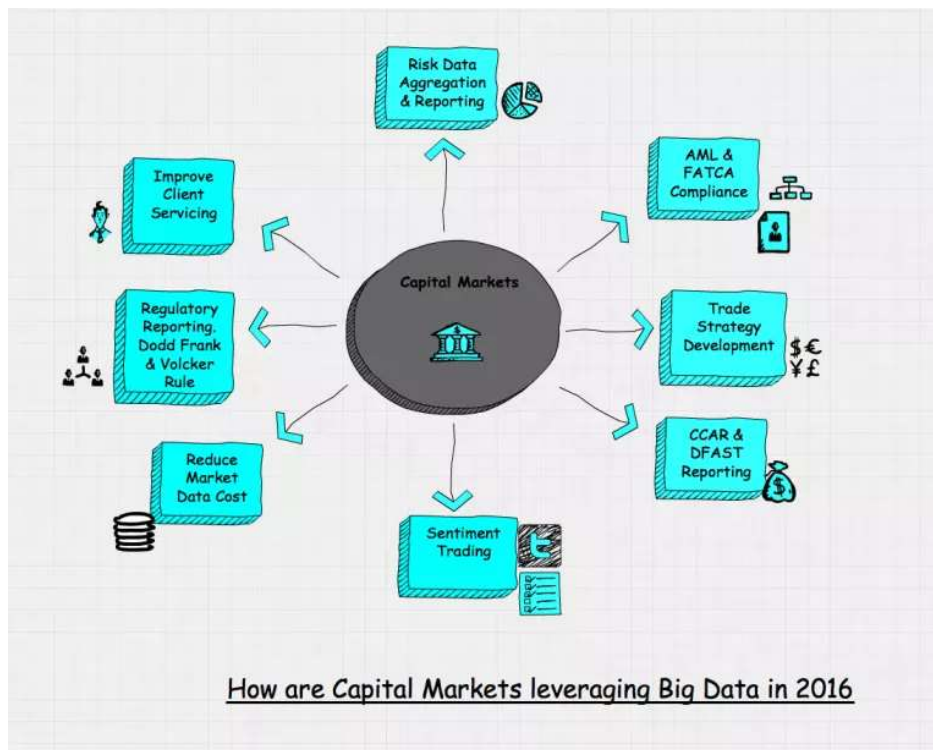 Risk Data
Aggregation
& Reporting
AML &
FATCA
Compliance
Improve
Client
Servicing
Capital Markets
Regulatory
Reporting,
Dodd Frank
& Volcker
Rule
Trade
Strategy
Development
$ €
¥ £
CCAR &
DFAST
Reporting
$
Reduce
Market
Data Cost
Sentiment
Trading
How are Capital Markets leveraging Big Data in 2016